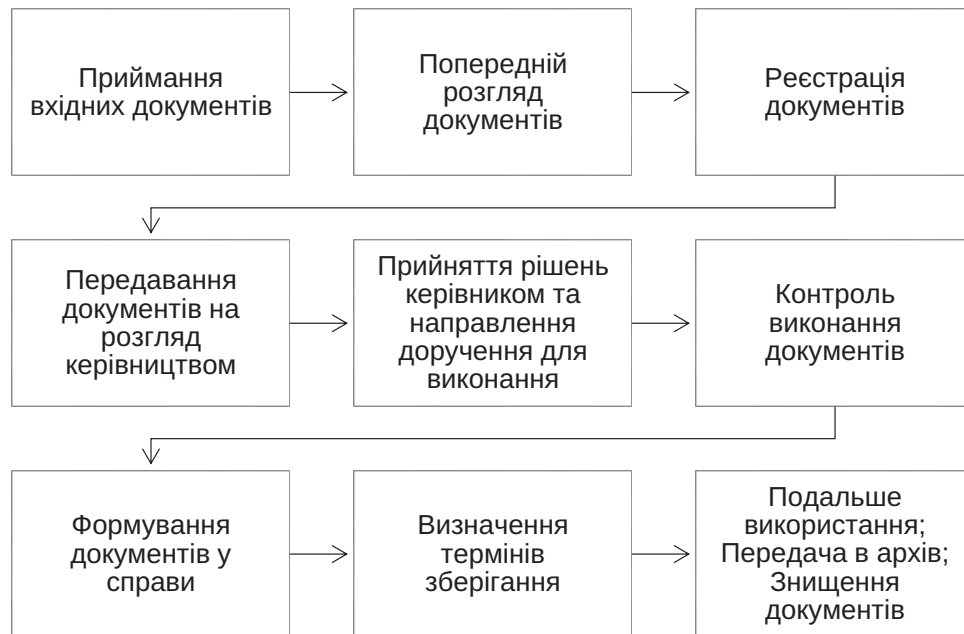 Приймання
вхідних документів
Попередній
розгляд
документів
Реєстрація
документів
Передавання
документів на
розгляд
керівництвом
Прийняття рішень
керівником та
направлення
доручення для
виконання
Контроль
виконання
документів
Формування
документів у
справи
Визначення
термінів
зберігання
Подальше
використання;
Передача в архів;
Знищення
документів